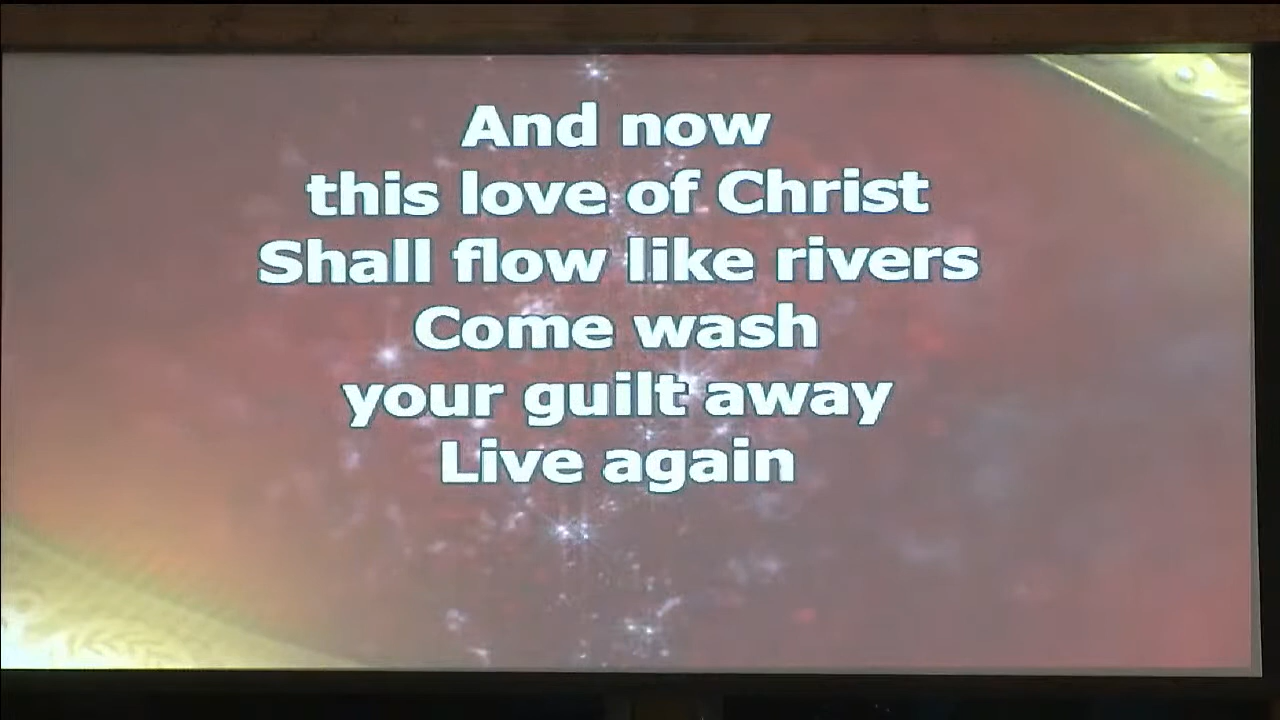 And now
this love of Christ
Shall flow like rivers
Come wash
your guilt away
Live again